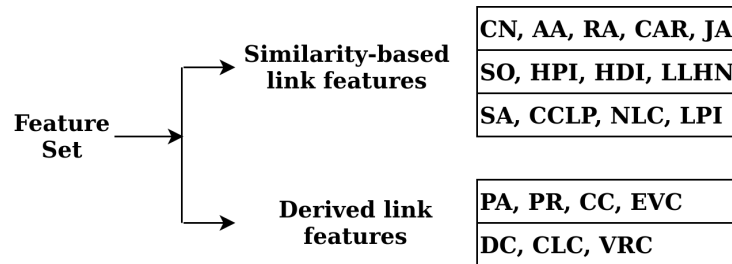 Feature
Set
Similarity-based
link features
CN, AA, RA, CAR, JA
SO, HPI, HDI, LLHN
SA, CCLP, NLC, LPI
Derived link
features
PA, PR, CC, EVC
DC, CLC, VRC